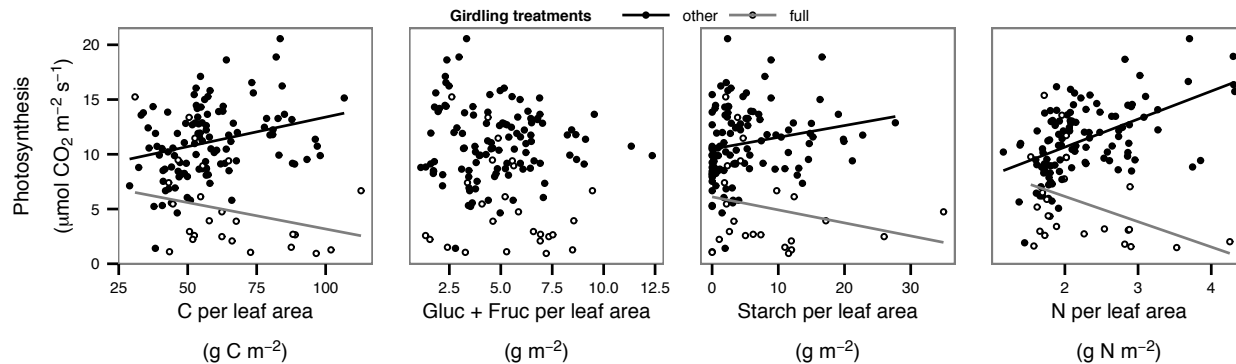 Girdling treatments other full
Photosynthesis
(µmol CO₂ m⁻² s⁻¹)
20
15
10
5
0
25 50 75 100
2.5 5.0 7.5 10.0 12.5
0 10 20 30
2 3 4
C per leaf area
Gluc + Fruc per leaf area
Starch per leaf area
N per leaf area
(g C m⁻²)
(g m⁻²)
(g m⁻²)
(g N m⁻²)